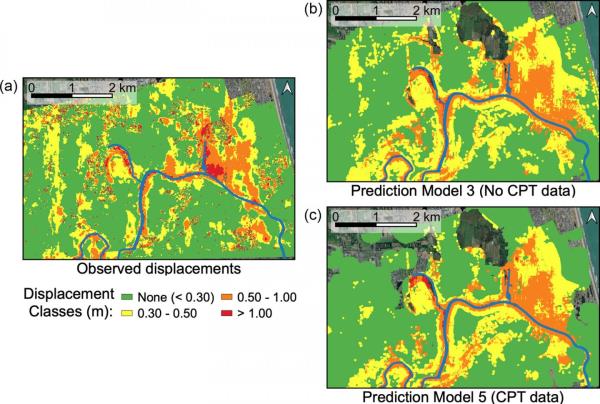 (a)
0 1 2 km
Observed displacements
Displacement
Classes (m):
None (< 0.30)
0.50 - 1.00
0.30 - 0.50
> 1.00
(b)
0 1 2 km
Prediction Model 3 (No CPT data)
(c)
0 1 2 km
Prediction Model 5 (CPT data)